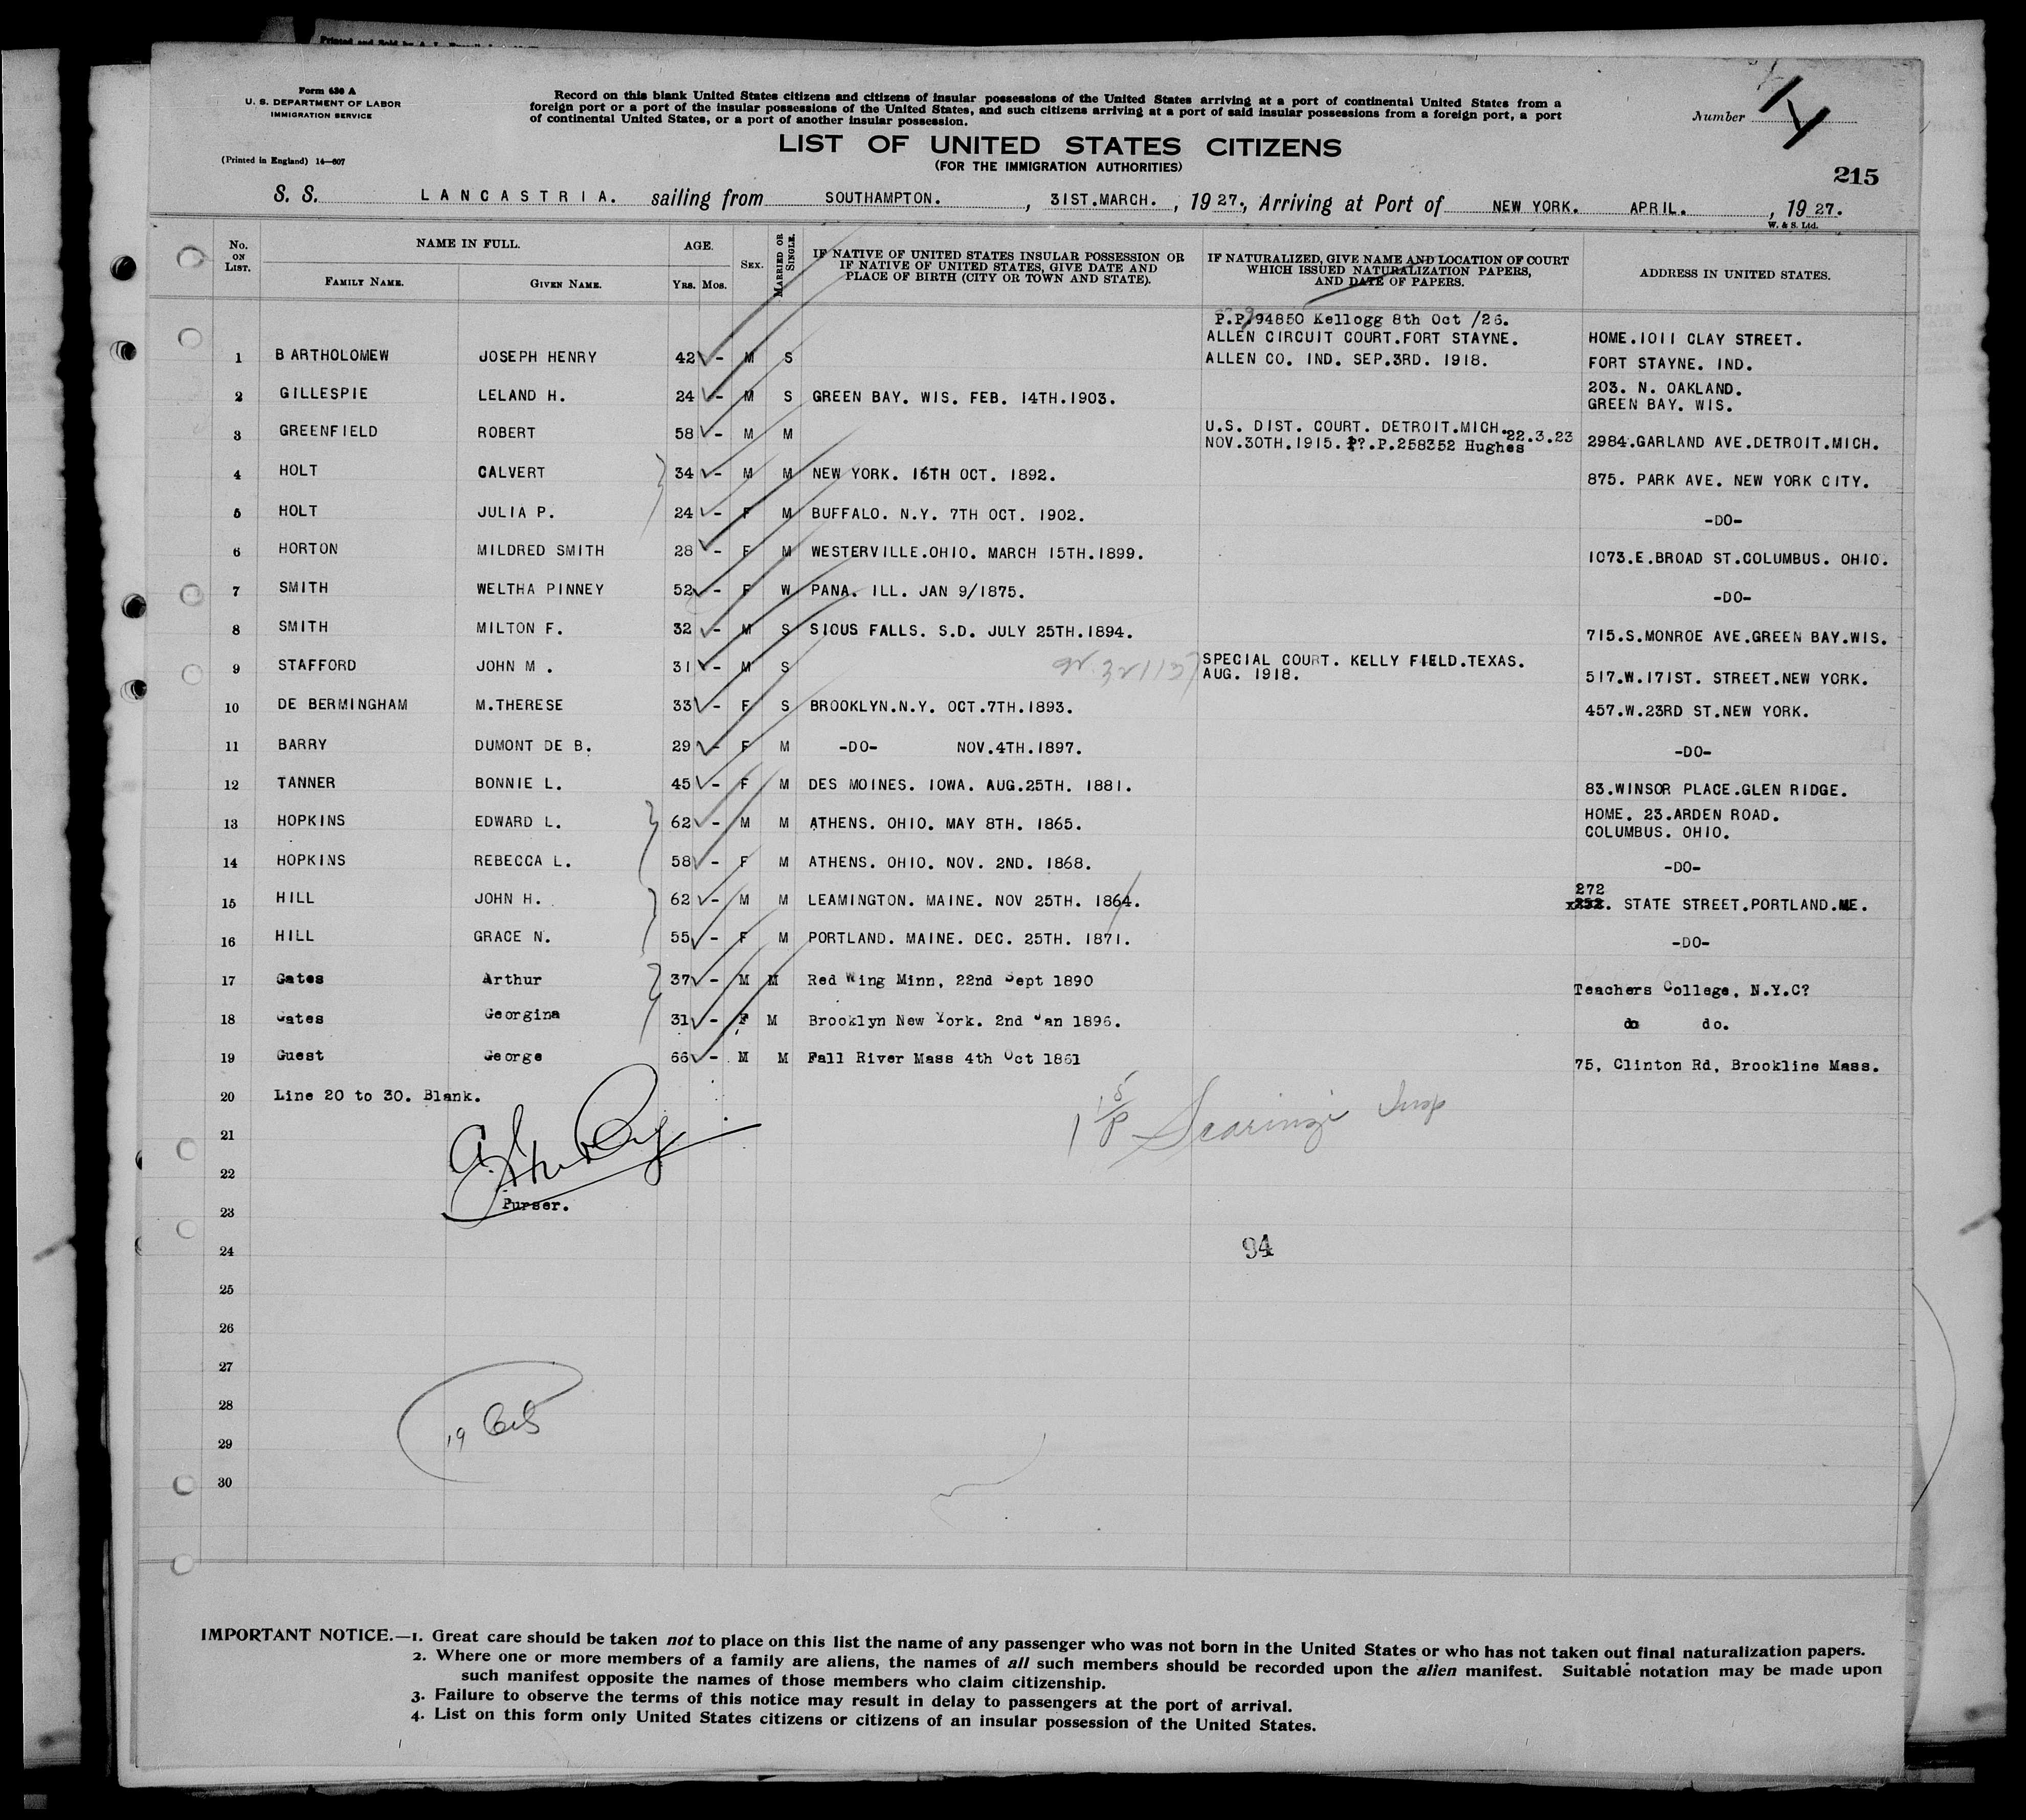 Form 630 A
U. S. DEPARTMENT OF LABOR
IMMIGRATION SERVICE
(Printed in England) 14—607
Record on this blank United States citizens and citizens of insular possessions of the United States arriving at a port of continental United States from a
foreign port or a port of the insular possessions of the United States, and such citizens arriving at a port of said insular possessions from a foreign port, a port
of continental United States, or a port of another insular possession.
Number
LIST OF UNITED STATES CITIZENS
(FOR THE IMMIGRATION AUTHORITIES)
215
S. S. LANCASTRIA. sailing from SOUTHAMPTON. , 31ST.MARCH. , 19 27., Arriving at Port of NEW YORK. APRIL. , 19 27.
W. & S. Ltd.
No. ON LIST. NAME IN FULL. AGE. SEX. MARRIED OR SINGLE. IF NATIVE OF UNITED STATES INSULAR POSSESSION OR IF NATIVE OF UNITED STATES, GIVE DATE AND PLACE OF BIRTH (CITY OR TOWN AND STATE). IF NATURALIZED, GIVE NAME AND LOCATION OF COURT WHICH ISSUED NATURALIZATION PAPERS, AND DATE OF PAPERS. ADDRESS IN UNITED STATES.
FAMILY NAME. GIVEN NAME. YRS. MOS.
P.P.94850 Kellogg 8th Oct /26.
ALLEN CIRCUIT COURT.FORT STAYNE. HOME.1011 CLAY STREET.
1 BARTHOLOMEW JOSEPH HENRY 42 - M S ALLEN CO. IND. SEP.3RD. 1918. FORT STAYNE. IND.
203. N. OAKLAND.
2 GILLESPIE LELAND H. 24 - M S GREEN BAY. WIS. FEB. 14TH.1903. GREEN BAY. WIS.
U.S. DIST. COURT. DETROIT.MICH. 22.3.23
3 GREENFIELD ROBERT 58 - M M NOV.30TH.1915. P?.P.258352 Hughes 2984.GARLAND AVE.DETROIT.MICH.
4 HOLT CALVERT 34 - M M NEW YORK. 16TH OCT. 1892. 875. PARK AVE. NEW YORK CITY.
5 HOLT JULIA P. 24 - F M BUFFALO. N.Y. 7TH OCT. 1902. -DO-
6 HORTON MILDRED SMITH 28 - F M WESTERVILLE.OHIO. MARCH 15TH.1899. 1073.E.BROAD ST.COLUMBUS. OHIO.
7 SMITH WELTHA PINNEY 52 - F W PANA. ILL. JAN 9/1875. -DO-
8 SMITH MILTON F. 32 - M S SIOUS FALLS. S.D. JULY 25TH.1894. 715.S.MONROE AVE.GREEN BAY.WIS.
9 STAFFORD JOHN M . 31 - M S SPECIAL COURT. KELLY FIELD.TEXAS.
AUG. 1918. 517.W.171ST. STREET.NEW YORK.
10 DE BERMINGHAM M.THERESE 33 - F S BROOKLYN.N.Y. OCT.7TH.1893. 457.W.23RD ST.NEW YORK.
11 BARRY DUMONT DE B. 29 - F M -DO- NOV.4TH.1897. -DO-
12 TANNER BONNIE L. 45 - F M DES MOINES. IOWA. AUG.25TH. 1881. 83.WINSOR PLACE.GLEN RIDGE.
13 HOPKINS EDWARD L. 62 - M M ATHENS. OHIO. MAY 8TH. 1865. HOME. 23.ARDEN ROAD.
COLUMBUS. OHIO.
14 HOPKINS REBECCA L. 58 - F M ATHENS. OHIO. NOV. 2ND. 1868. -DO-
272
15 HILL JOHN H. 62 - M M LEAMINGTON. MAINE. NOV 25TH. 1864. STATE STREET.PORTLAND.ME.
16 HILL GRACE N. 55 - F M PORTLAND. MAINE. DEC. 25TH. 1871. -DO-
17 Gates Arthur 37 - M M Red Wing Minn, 22nd Sept 1890 Teachers College, N.Y.C?
18 Gates Georgina 31 - F M Brooklyn New York. 2nd Jan 1896. do do.
19 Guest George 66 - M M Fall River Mass 4th Oct 1861 75, Clinton Rd, Brookline Mass.
20 Line 20 to 30. Blank.
21
22
Purser.
23
24 94
25
26
27
28
19
29
30
IMPORTANT NOTICE.—1. Great care should be taken not to place on this list the name of any passenger who was not born in the United States or who has not taken out final naturalization papers.
2. Where one or more members of a family are aliens, the names of all such members should be recorded upon the alien manifest. Suitable notation may be made upon
such manifest opposite the names of those members who claim citizenship.
3. Failure to observe the terms of this notice may result in delay to passengers at the port of arrival.
4. List on this form only United States citizens or citizens of an insular possession of the United States.